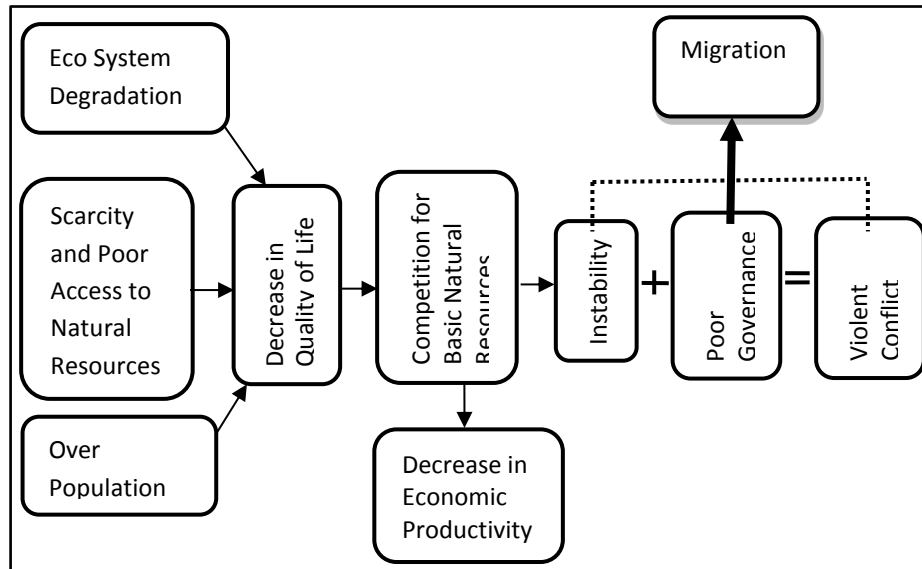 Eco System
Degradation
Migration
Scarcity
and Poor
Access to
Natural
Resources
Decrease in
Quality of Life
Competition for
Basic Natural
Resources
Instability
+
Poor
Governance
=
Violent
Conflict
Over
Population
Decrease in
Economic
Productivity